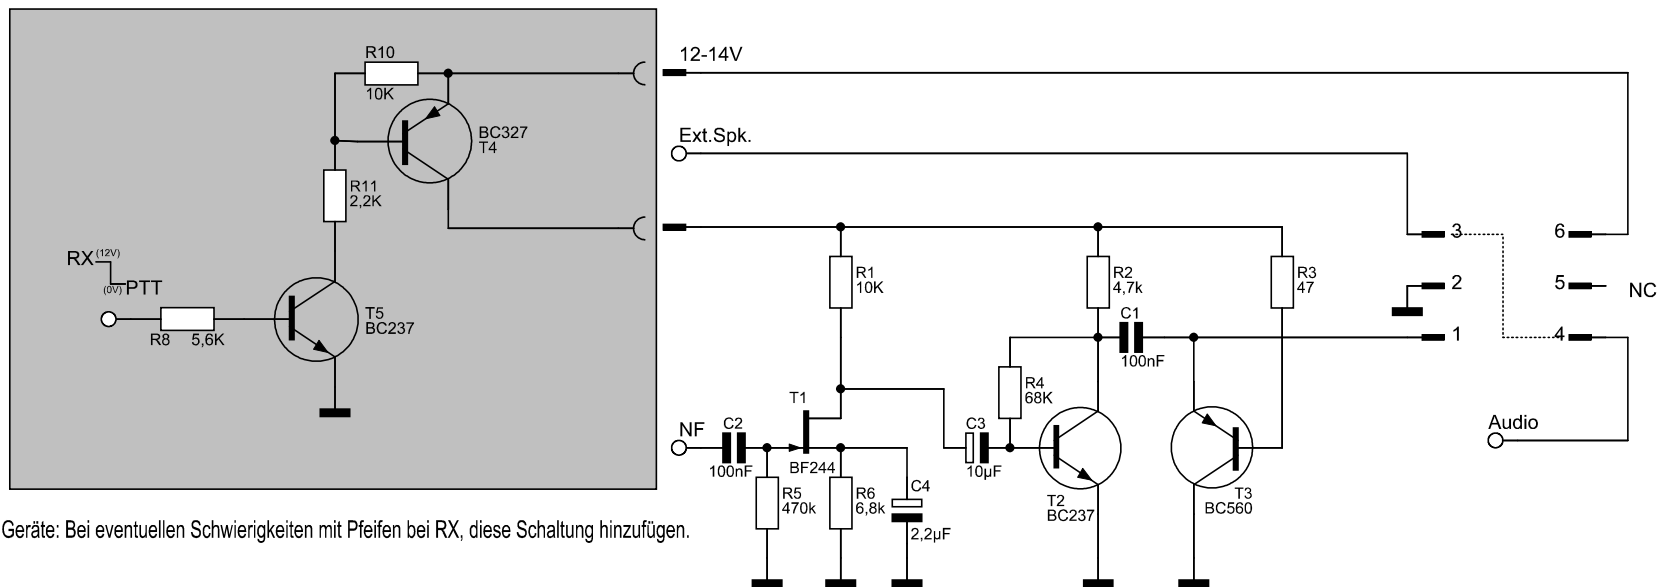 R10
10K
BC327
T4
R11
2,2K
RX (12V)
(0V) PTT
R8 5,6K
T5
BC237
12-14V
Ext.Spk.
R1
10K
R2
4,7k
R3
47
C1
100nF
R4
68K
T1
BF244
NF
C2
100nF
R5
470k
R6
6,8k
C4
2,2µF
C3
10µF
T2
BC237
T3
BC560
3
2
1
6
5
4
NC
Audio
Geräte: Bei eventuellen Schwierigkeiten mit Pfeifen bei RX, diese Schaltung hinzufügen.